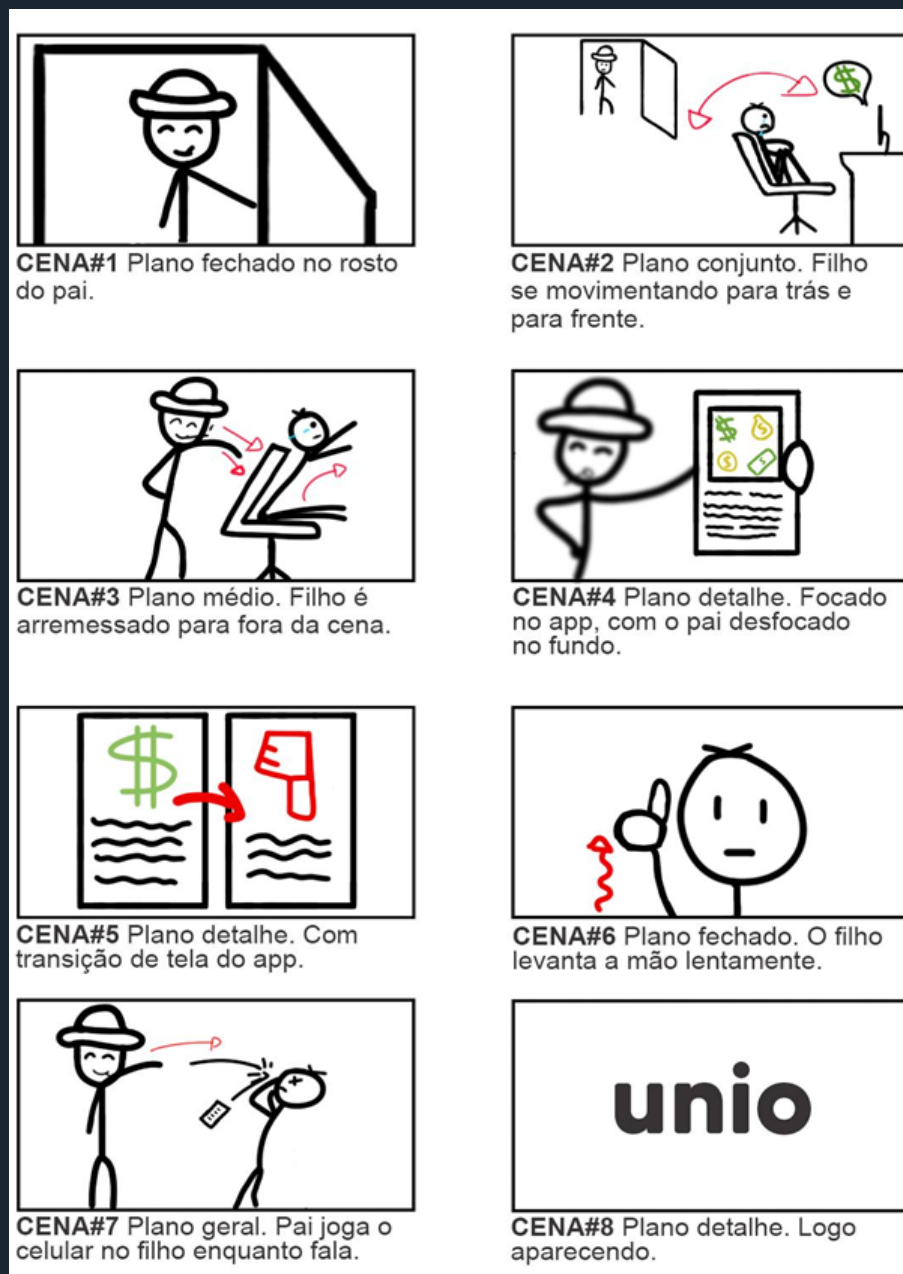 CENA#1 Plano fechado no rosto
do pai.
CENA#2 Plano conjunto. Filho
se movimentando para trás e
para frente.
CENA#3 Plano médio. Filho é
arremessado para fora da cena.
CENA#4 Plano detalhe. Focado
no app, com o pai desfocado
no fundo.
CENA#5 Plano detalhe. Com
transição de tela do app.
CENA#6 Plano fechado. O filho
levanta a mão lentamente.
CENA#7 Plano geral. Pai joga o
celular no filho enquanto fala.
unio
CENA#8 Plano detalhe. Logo
aparecendo.